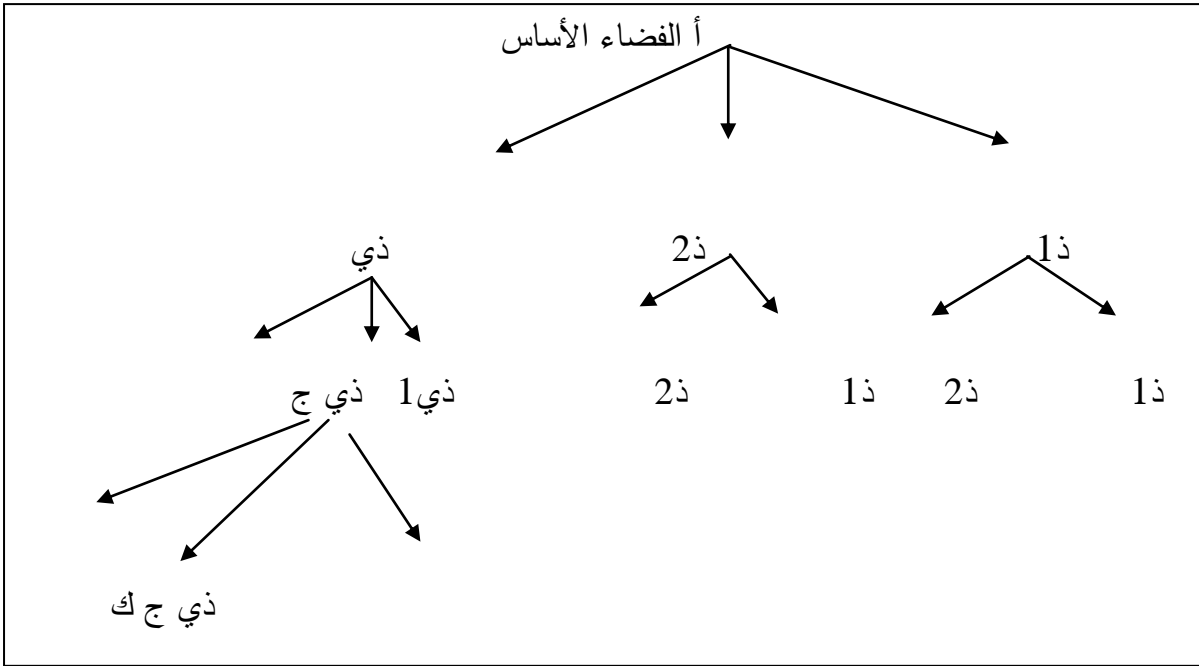 أ الفضاء الأساس
ذ1 ذ2 ذي
ذ1 ذ2 ذ1 ذ2 ذي1 ذي ج
ذي ج ك